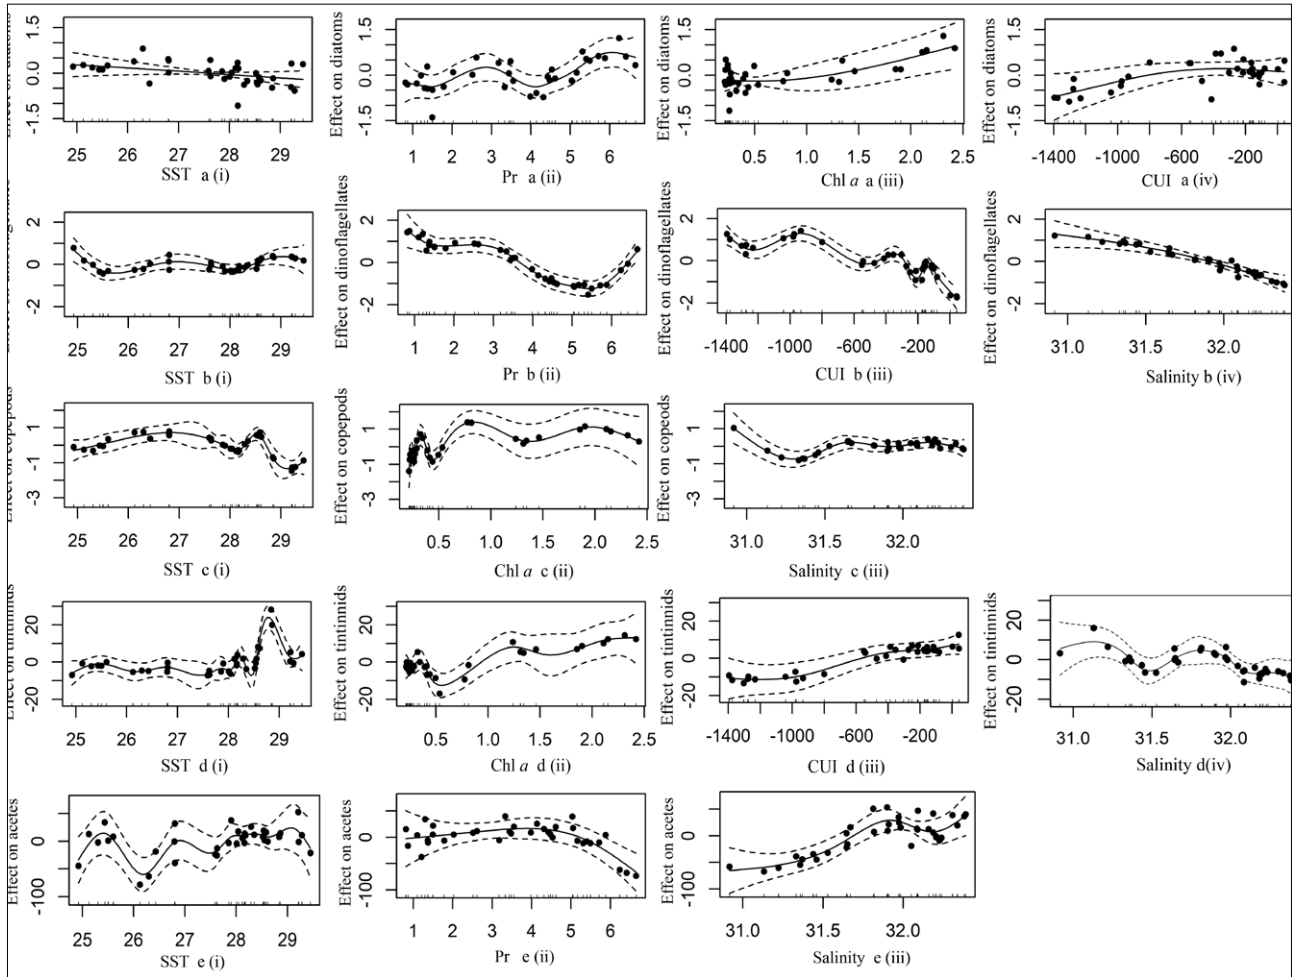 Effect on diatoms
1.5
0.0
-1.5
25 26 27 28 29
SST a (i)
Effect on diatoms
1.5
0.0
-1.5
1 2 3 4 5 6
Pr a (ii)
Effect on diatoms
1.5
0.0
-1.5
0.5 1.0 1.5 2.0 2.5
Chl a a (iii)
Effect on diatoms
1.5
0.0
-1.5
-1400 -1000 -600 -200
CUI a (iv)
2
0
-2
25 26 27 28 29
SST b (i)
Effect on dinoflagellates
2
0
-2
1 2 3 4 5 6
Pr b (ii)
Effect on dinoflagellates
2
0
-2
-1400 -1000 -600 -200
CUI b (iii)
Effect on dinoflagellates
2
0
-2
31.0 31.5 32.0
Salinity b (iv)
Effect on copepods
1
-1
-3
25 26 27 28 29
SST c (i)
Effect on copepods
1
-1
-3
0.5 1.0 1.5 2.0 2.5
Chl a c (ii)
Effect on copeods
1
-1
-3
31.0 31.5 32.0
Salinity c (iii)
Effect on tintinnids
20
0
-20
25 26 27 28 29
SST d (i)
Effect on tintinnids
20
0
-20
0.5 1.0 1.5 2.0 2.5
Chl a d (ii)
Effect on tintinnids
20
0
-20
-1400 -1000 -600 -200
CUI d (iii)
Effect on tintinnids
20
0
-20
31.0 31.5 32.0
Salinity d(iv)
Effect on acetes
0
-100
25 26 27 28 29
SST e (i)
Effect on acetes
0
-100
1 2 3 4 5 6
Pr e (ii)
Effect on acetes
0
-100
31.0 31.5 32.0
Salinity e (iii)